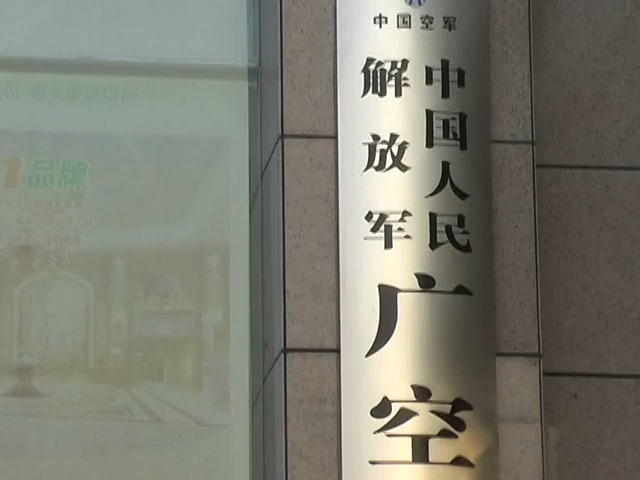 中国空军
中国人民
解放军
广空
1品牌